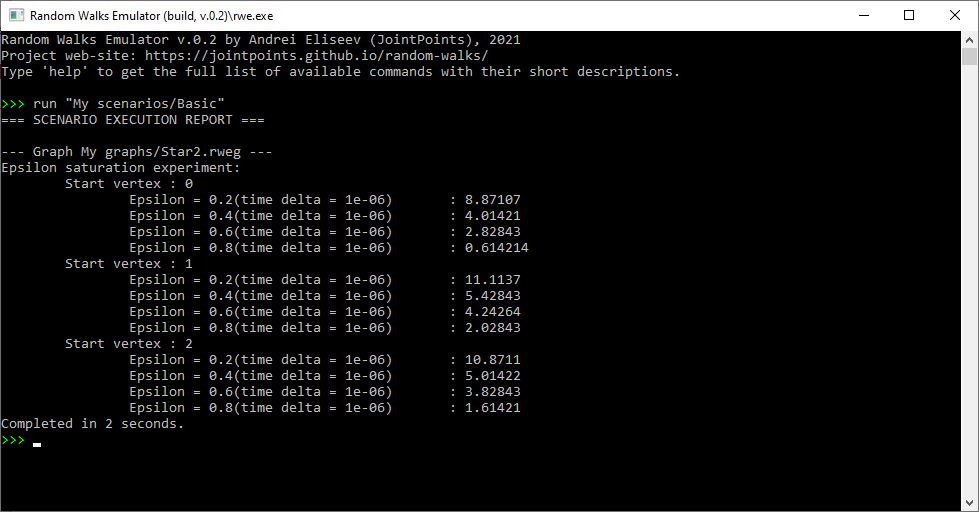 Random Walks Emulator (build, v.0.2)\rwe.exe
Random Walks Emulator v.0.2 by Andrei Eliseev (JointPoints), 2021
Project web-site: https://jointpoints.github.io/random-walks/
Type 'help' to get the full list of available commands with their short descriptions.
>>> run "My scenarios/Basic"
=== SCENARIO EXECUTION REPORT ===
--- Graph My graphs/Star2.rweg ---
Epsilon saturation experiment:
Start vertex : 0
Epsilon = 0.2(time delta = 1e-06) : 8.87107
Epsilon = 0.4(time delta = 1e-06) : 4.01421
Epsilon = 0.6(time delta = 1e-06) : 2.82843
Epsilon = 0.8(time delta = 1e-06) : 0.614214
Start vertex : 1
Epsilon = 0.2(time delta = 1e-06) : 11.1137
Epsilon = 0.4(time delta = 1e-06) : 5.42843
Epsilon = 0.6(time delta = 1e-06) : 4.24264
Epsilon = 0.8(time delta = 1e-06) : 2.02843
Start vertex : 2
Epsilon = 0.2(time delta = 1e-06) : 10.8711
Epsilon = 0.4(time delta = 1e-06) : 5.01422
Epsilon = 0.6(time delta = 1e-06) : 3.82843
Epsilon = 0.8(time delta = 1e-06) : 1.61421
Completed in 2 seconds.
>>>